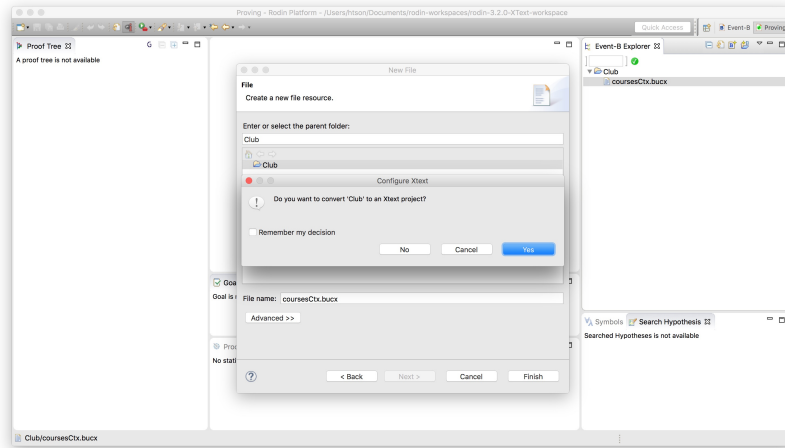 Proving - Rodin Platform - /Users/htson/Documents/rodin-workspaces/rodin-3.2.0-XText-workspace
Quick Access
Event-B
Proving
Proof Tree
G
A proof tree is not available
New File
File
Create a new file resource.
Enter or select the parent folder:
Club
Club
Configure Xtext
Do you want to convert 'Club' to an Xtext project?
Remember my decision
No
Cancel
Yes
Goa
Goal is
File name:
coursesCtx.bucx
Advanced >>
Proo
No stati
?
< Back
Next >
Cancel
Finish
Event-B Explorer
Club
coursesCtx.bucx
Symbols
Search Hypothesis
Searched Hypotheses is not available
Club/coursesCtx.bucx